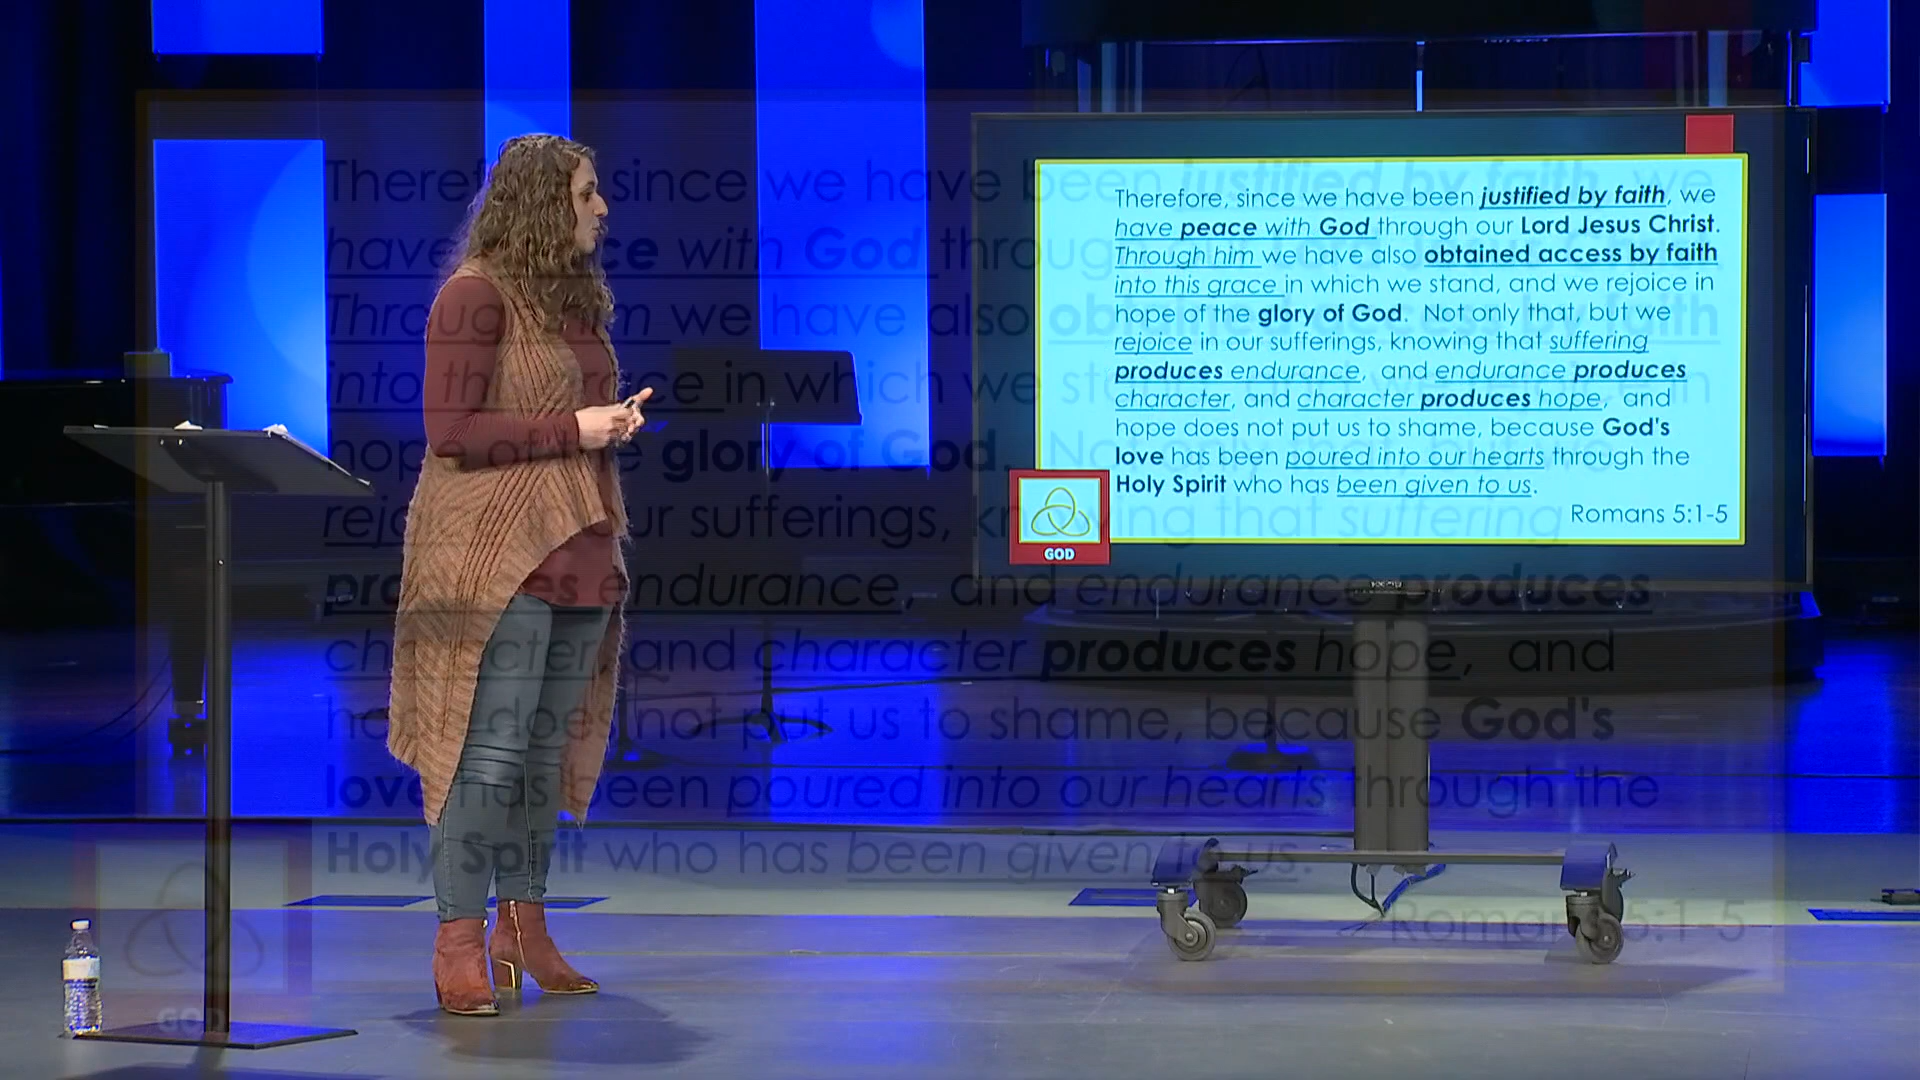 Therefore, since we have been justified by faith, we
have peace with God through our Lord Jesus Christ.
Through him we have also obtained access by faith
into this grace in which we stand, and we rejoice in
hope of the glory of God. Not only that, but we
rejoice in our sufferings, knowing that suffering
produces endurance, and endurance produces
character, and character produces hope, and
hope does not put us to shame, because God's
love has been poured into our hearts through the
Holy Spirit who has been given to us.
Romans 5:1-5
GOD